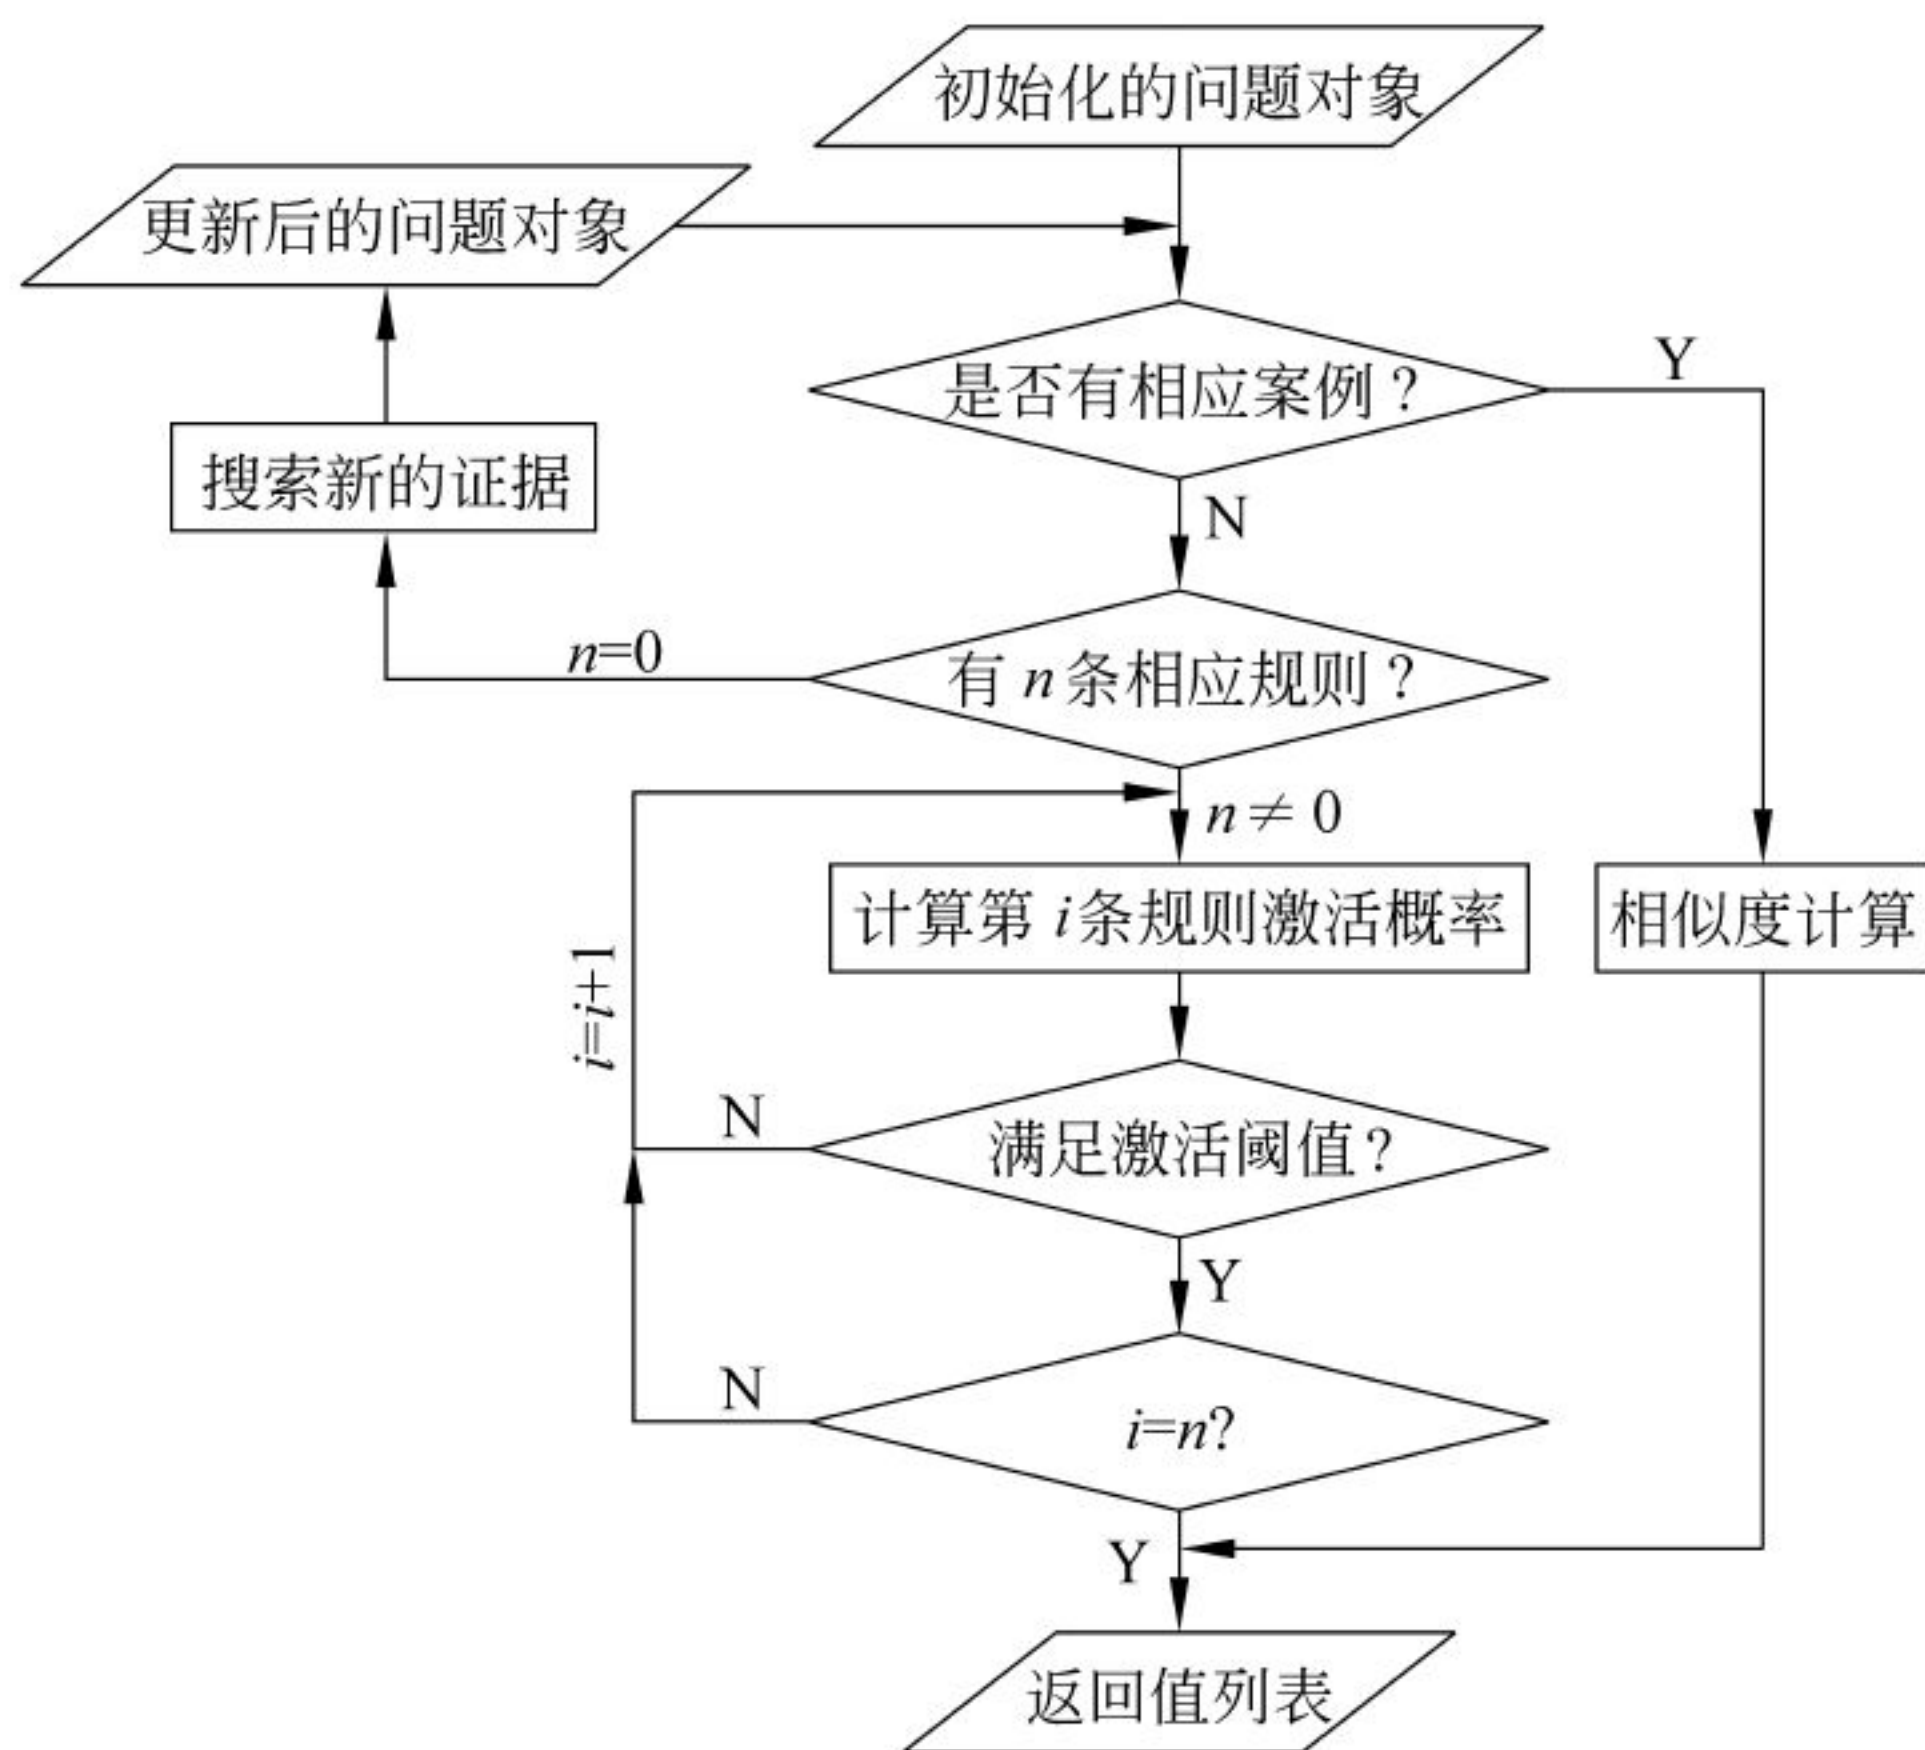 初始化的问题对象
更新后的问题对象
是否有相应案例？
Y
搜索新的证据
N
n=0
有 n 条相应规则？
n ≠ 0
计算第 i 条规则激活概率
相似度计算
i=i+1
N
满足激活阈值？
Y
N
i=n?
Y
返回值列表